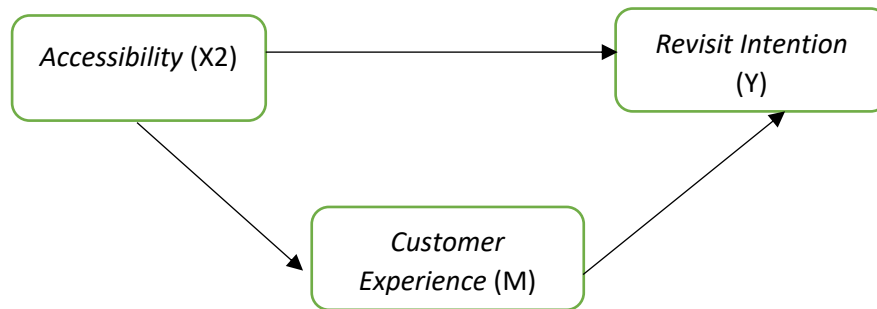 Accessibility (X2)
Revisit Intention
(Y)
Customer
Experience (M)